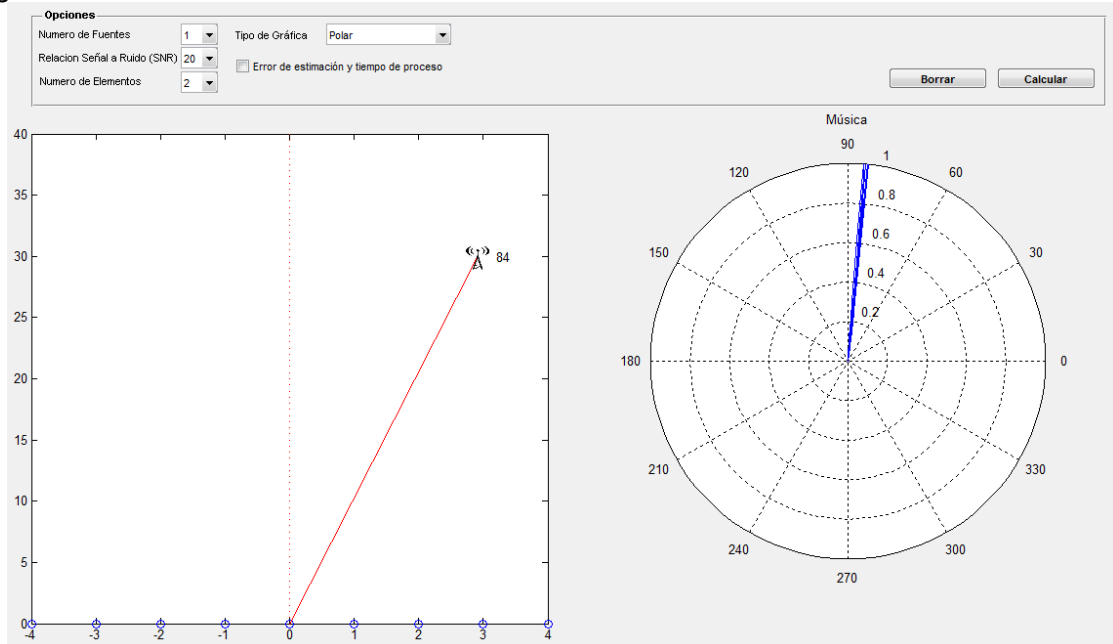 Opciones
Numero de Fuentes 1 Tipo de Gráfica Polar
Relacion Señal a Ruido (SNR) 20 Error de estimación y tiempo de proceso
Numero de Elementos 2 Borrar Calcular
Música
40
35
30
25
20
15
10
5
0
-4 -3 -2 -1 0 1 2 3 4
84
90
120 1 60
0.8
0.6
150 0.4 30
0.2
180 0
210 330
240 300
270